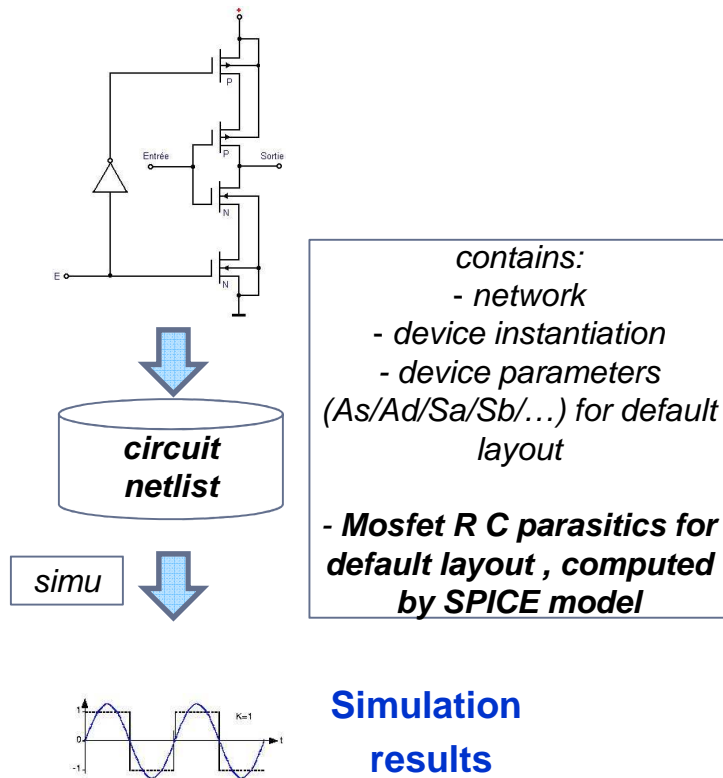 +
P
Entrée
P
Sortie
N
E
N
contains:
- network
- device instantiation
- device parameters
(As/Ad/Sa/Sb/…) for default
layout
- Mosfet R C parasitics for
default layout , computed
by SPICE model
circuit
netlist
simu
1
K=1
0
t
-1
Simulation
results